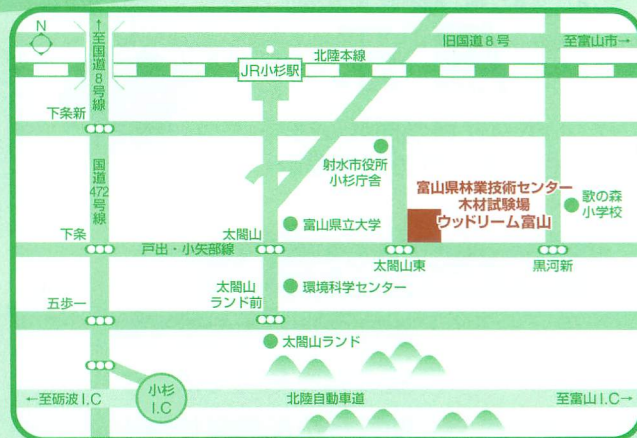 N
↑至国道8号線
旧国道8号
至富山市→
北陸本線
JR小杉駅
下条新
国道472号線
射水市役所
小杉庁舎
富山県林業技術センター
木材試験場
ウッドリーム富山
歌の森
小学校
富山県立大学
下条
戸出・小矢部線
太閤山
太閤山東
黒河新
太閤山
ランド前
環境科学センター
五歩一
太閤山ランド
小杉
I.C
←至砺波I.C
北陸自動車道
至富山I.C→